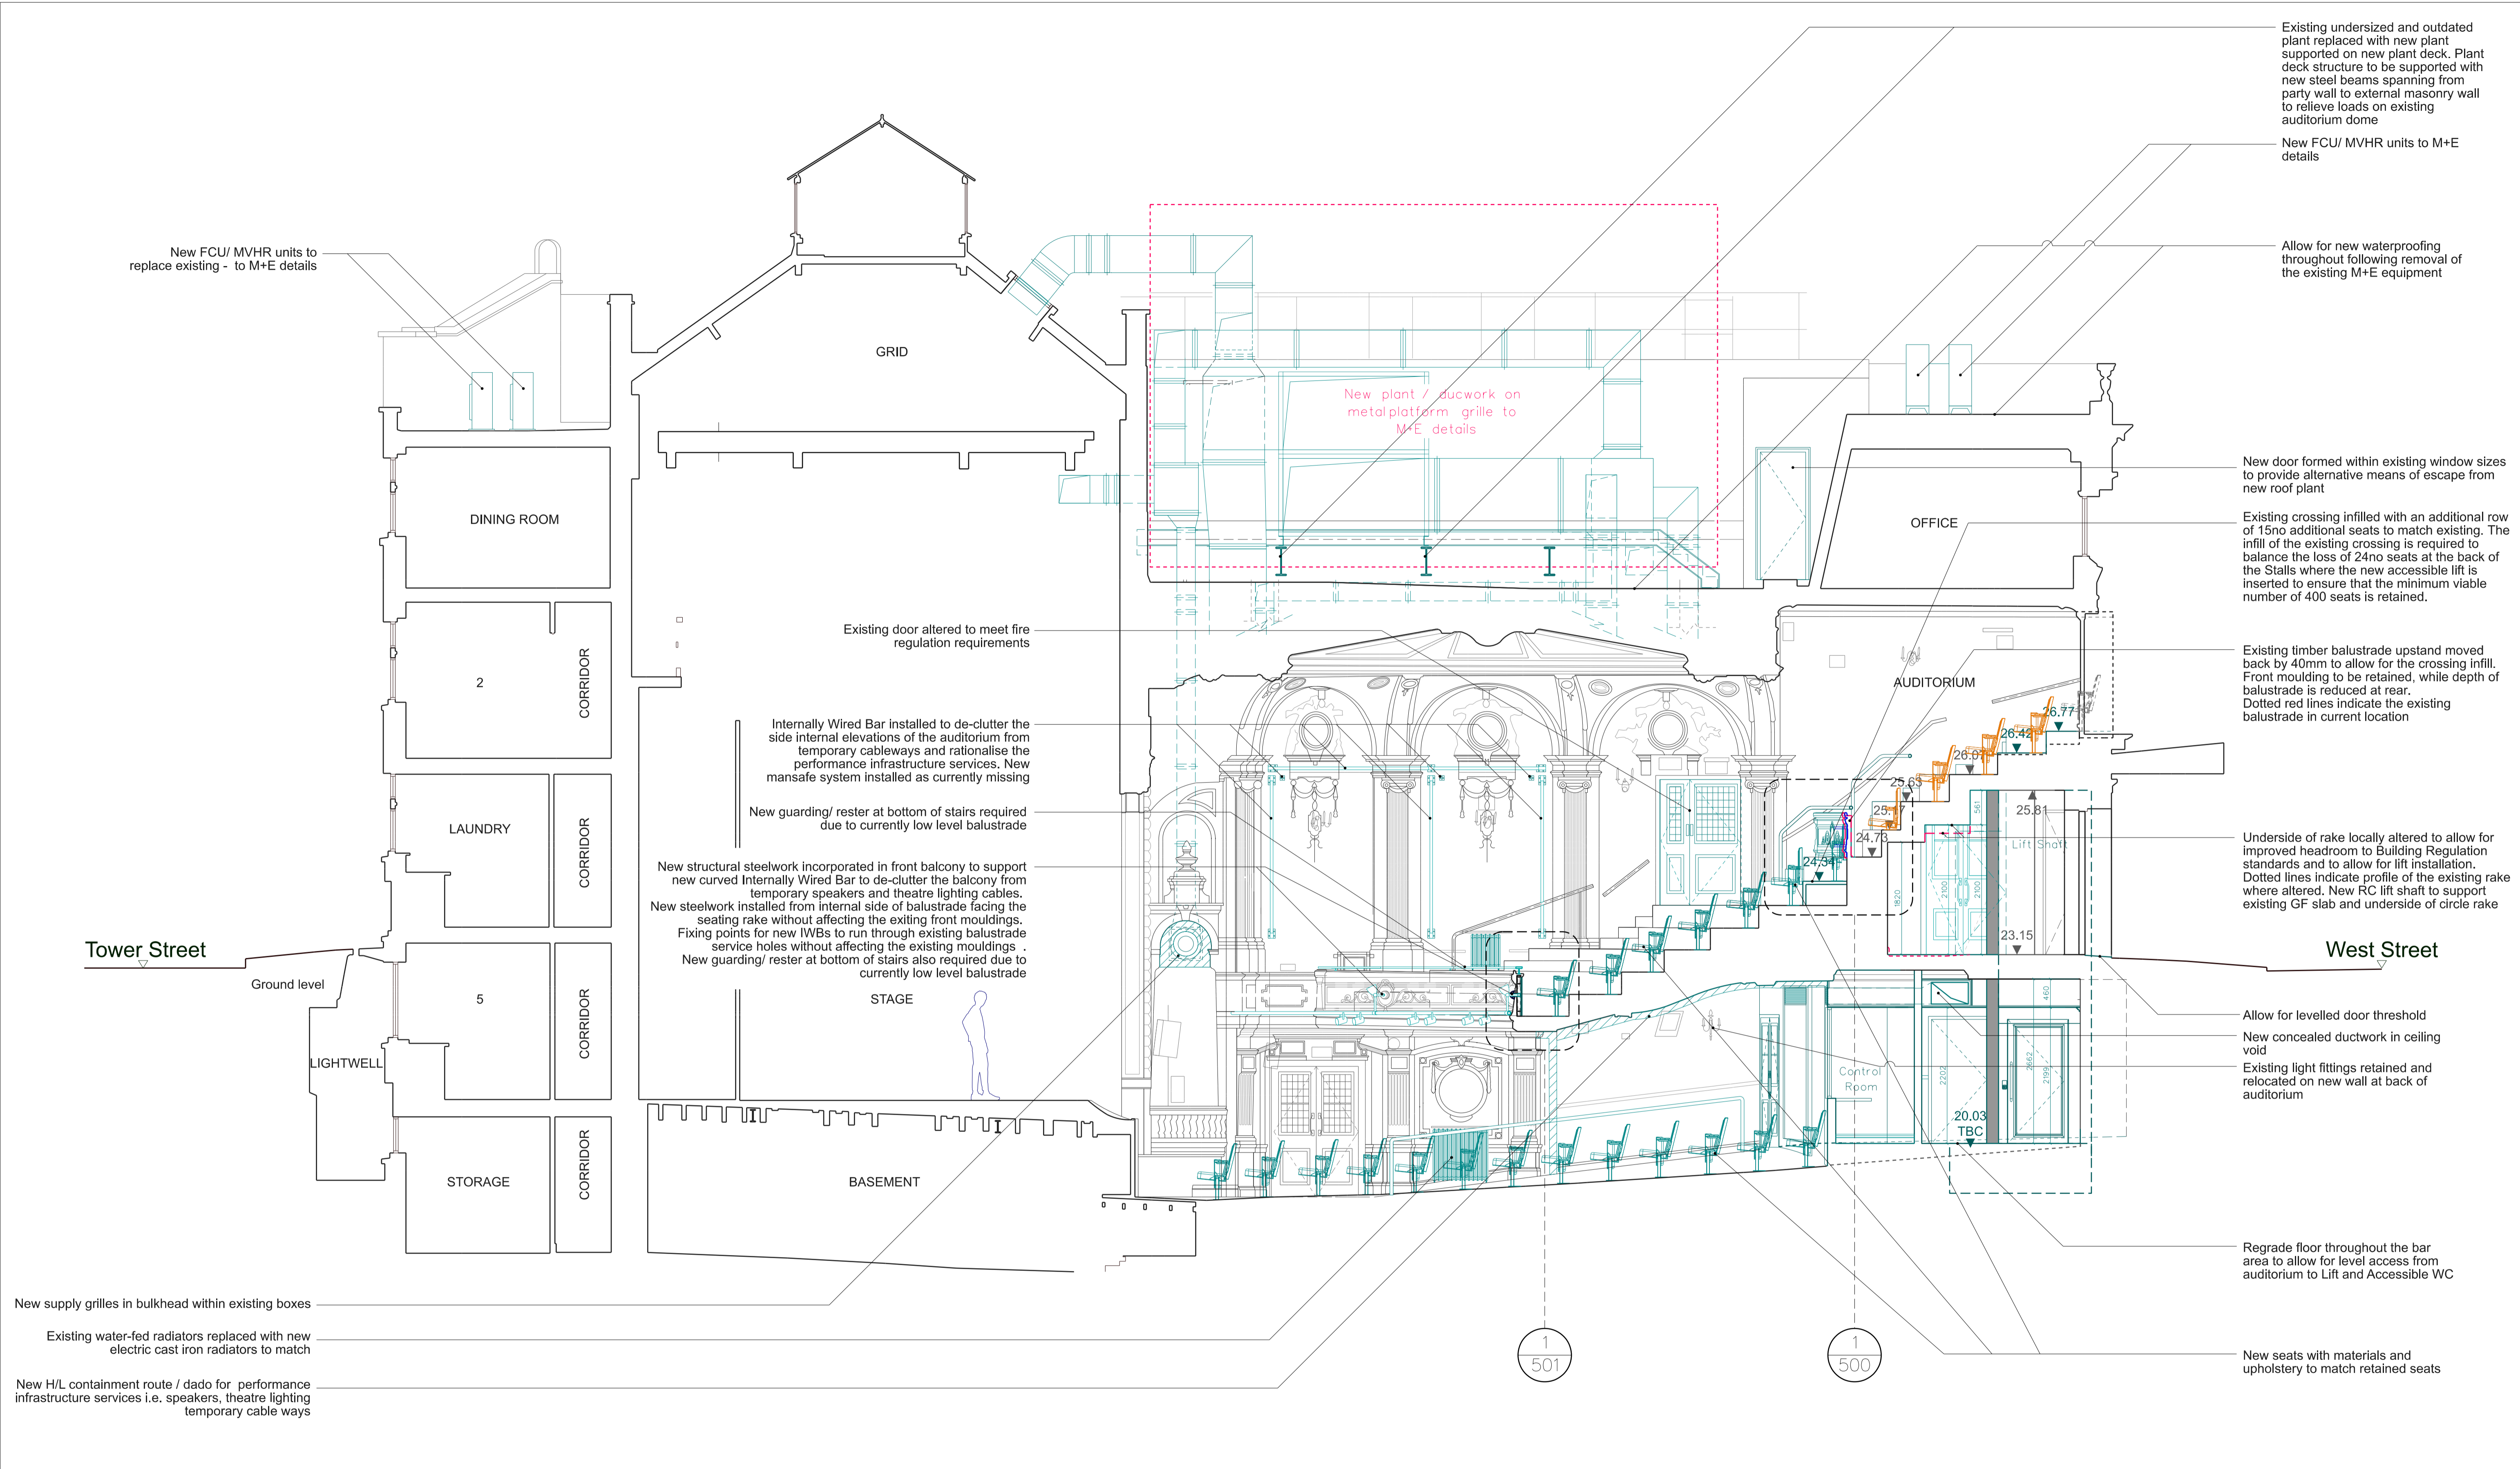 Existing undersized and outdated
plant replaced with new plant
supported on new plant deck. Plant
deck structure to be supported with
new steel beams spanning from
party wall to external masonry wall
to relieve loads on existing
auditorium dome
New FCU/ MVHR units to M+E
details
New FCU/ MVHR units to
replace existing - to M+E details
Allow for new waterproofing
throughout following removal of
the existing M+E equipment
GRID
New plant / ducwork on
metal platform grille to
M+E details
New door formed within existing window sizes
to provide alternative means of escape from
new roof plant
DINING ROOM
OFFICE
Existing crossing infilled with an additional row
of 15no additional seats to match existing. The
infill of the existing crossing is required to
balance the loss of 24no seats at the back of
the Stalls where the new accessible lift is
inserted to ensure that the minimum viable
number of 400 seats is retained.
Existing door altered to meet fire
regulation requirements
Existing timber balustrade upstand moved
back by 40mm to allow for the crossing infill.
Front moulding to be retained, while depth of
balustrade is reduced at rear.
Dotted red lines indicate the existing
balustrade in current location
2
CORRIDOR
AUDITORIUM
26.77
26.42
26.07
25.63
25.17
24.73
24.34
Internally Wired Bar installed to de-clutter the
side internal elevations of the auditorium from
temporary cableways and rationalise the
performance infrastructure services. New
mansafe system installed as currently missing
New guarding/ rester at bottom of stairs required
due to currently low level balustrade
LAUNDRY
CORRIDOR
561
25.81
Lift Shaft
2100
2100
1820
23.15
Underside of rake locally altered to allow for
improved headroom to Building Regulation
standards and to allow for lift installation.
Dotted lines indicate profile of the existing rake
where altered. New RC lift shaft to support
existing GF slab and underside of circle rake
New structural steelwork incorporated in front balcony to support
new curved Internally Wired Bar to de-clutter the balcony from
temporary speakers and theatre lighting cables.
New steelwork installed from internal side of balustrade facing the
seating rake without affecting the exiting front mouldings.
Fixing points for new IWBs to run through existing balustrade
service holes without affecting the existing mouldings .
New guarding/ rester at bottom of stairs also required due to
currently low level balustrade
Tower Street
West Street
Ground level
5
CORRIDOR
STAGE
460
Allow for levelled door threshold
New concealed ductwork in ceiling
void
LIGHTWELL
Control
Room
2202
2662
2199
Existing light fittings retained and
relocated on new wall at back of
auditorium
20.03
TBC
STORAGE
CORRIDOR
BASEMENT
Regrade floor throughout the bar
area to allow for level access from
auditorium to Lift and Accessible WC
New supply grilles in bulkhead within existing boxes
Existing water-fed radiators replaced with new
electric cast iron radiators to match
1
501
1
500
New seats with materials and
upholstery to match retained seats
New H/L containment route / dado for performance
infrastructure services i.e. speakers, theatre lighting
temporary cable ways